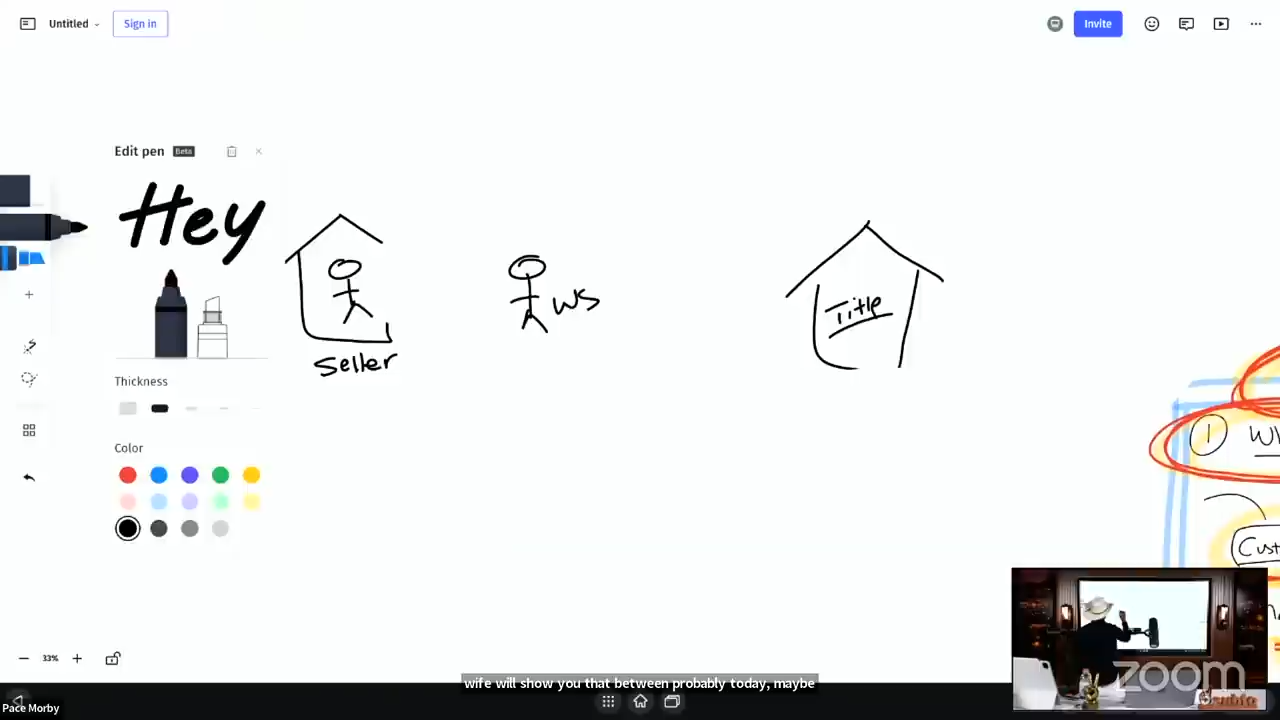 Untitled
Sign in
Invite
Edit pen
Beta
Hey
Seller
WS
Title
Thickness
Color
33%
wife will show you that between probably today, maybe
zoom
Pace Morby